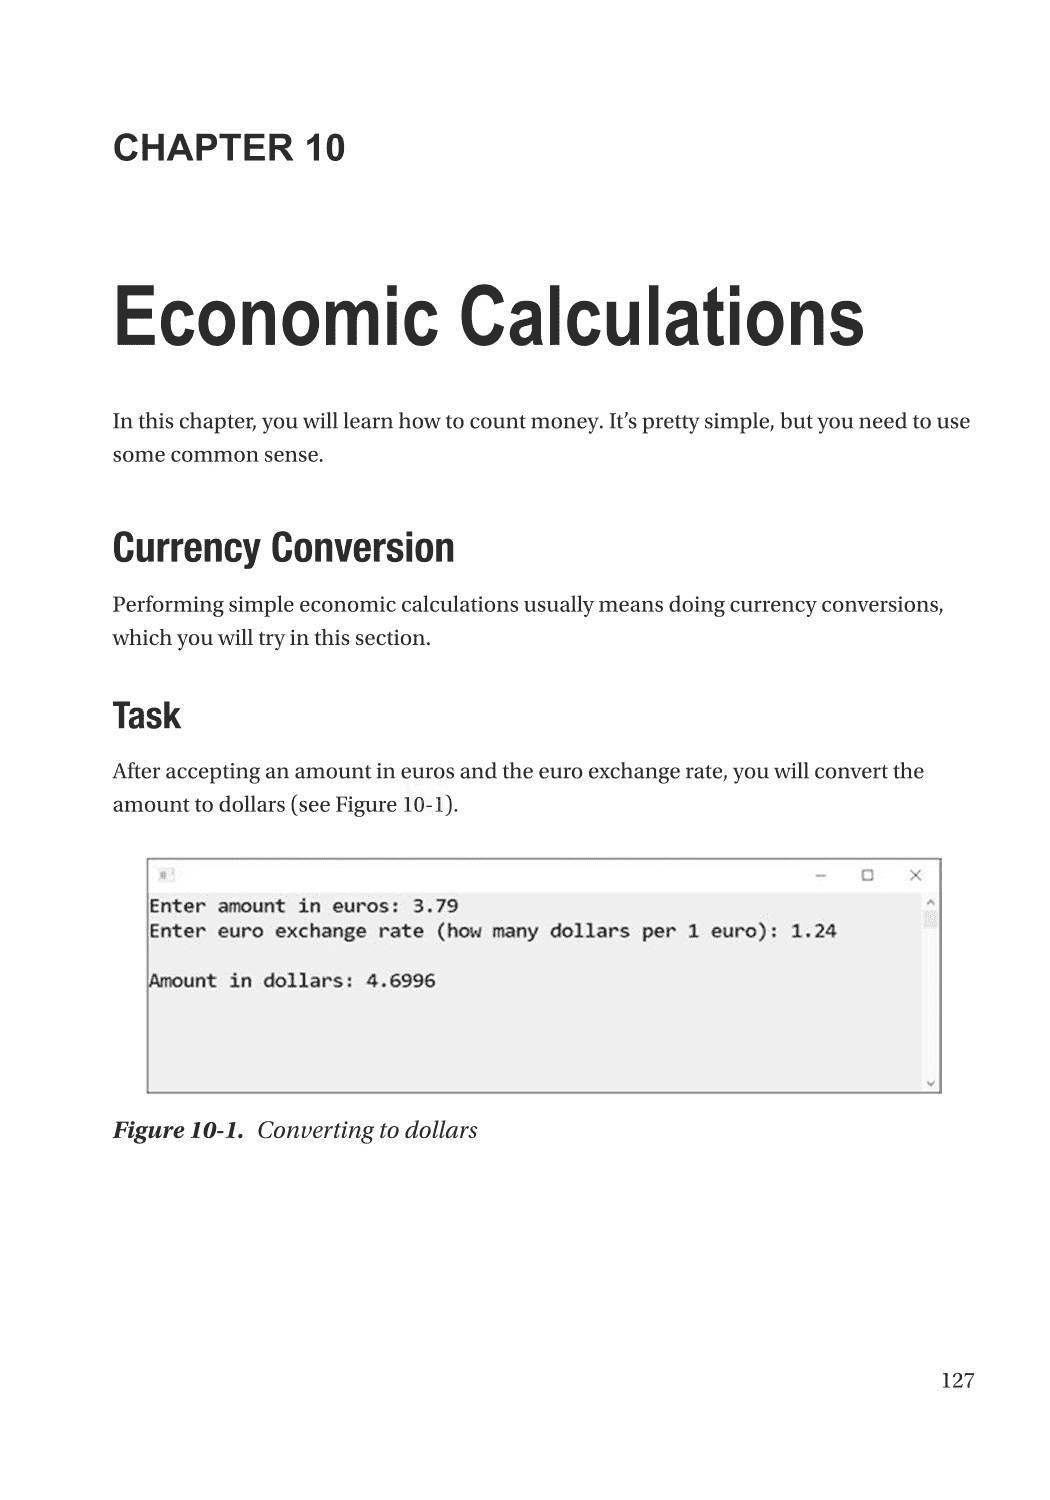 CHAPTER 10
Economic Calculations
In this chapter, you will learn how to count money. It’s pretty simple, but you need to use
some common sense.
Currency Conversion
Performing simple economic calculations usually means doing currency conversions,
which you will try in this section.
Task
After accepting an amount in euros and the euro exchange rate, you will convert the
amount to dollars (see Figure 10-1).
Enter amount in euros: 3.79
Enter euro exchange rate (how many dollars per 1 euro): 1.24
Amount in dollars: 4.6996
Figure 10-1. Converting to dollars
127